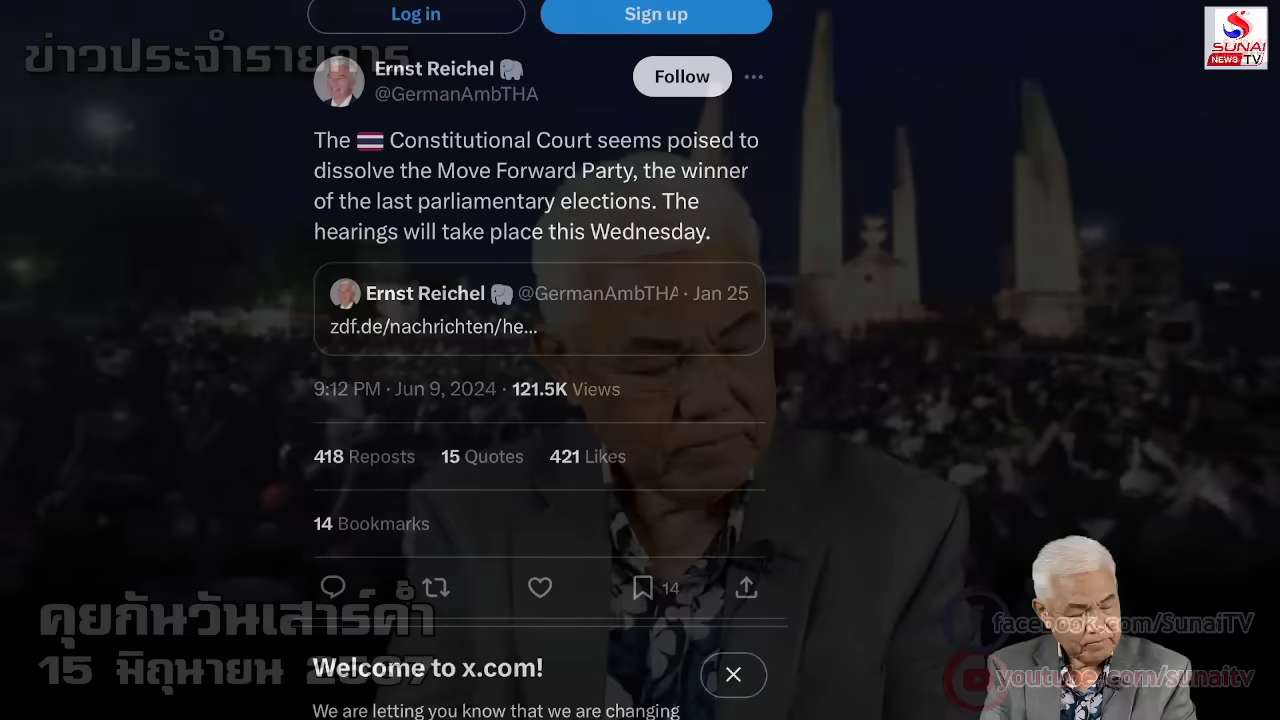 Log in
Sign up
SUNAI
NEWS TV
ข่าวประจำรายการ
Ernst Reichel
@GermanAmbTHA
Follow
The Constitutional Court seems poised to
dissolve the Move Forward Party, the winner
of the last parliamentary elections. The
hearings will take place this Wednesday.
Ernst Reichel @GermanAmbTHA · Jan 25
zdf.de/nachrichten/he...
9:12 PM · Jun 9, 2024 · 121.5K Views
418 Reposts 15 Quotes 421 Likes
14 Bookmarks
14
คุยกันวันเสาร์ค่ำ
15 มิถุนายน 2567
facebook.com/SunaiTV
youtube.com/sunaitv
Welcome to x.com!
We are letting you know that we are changing